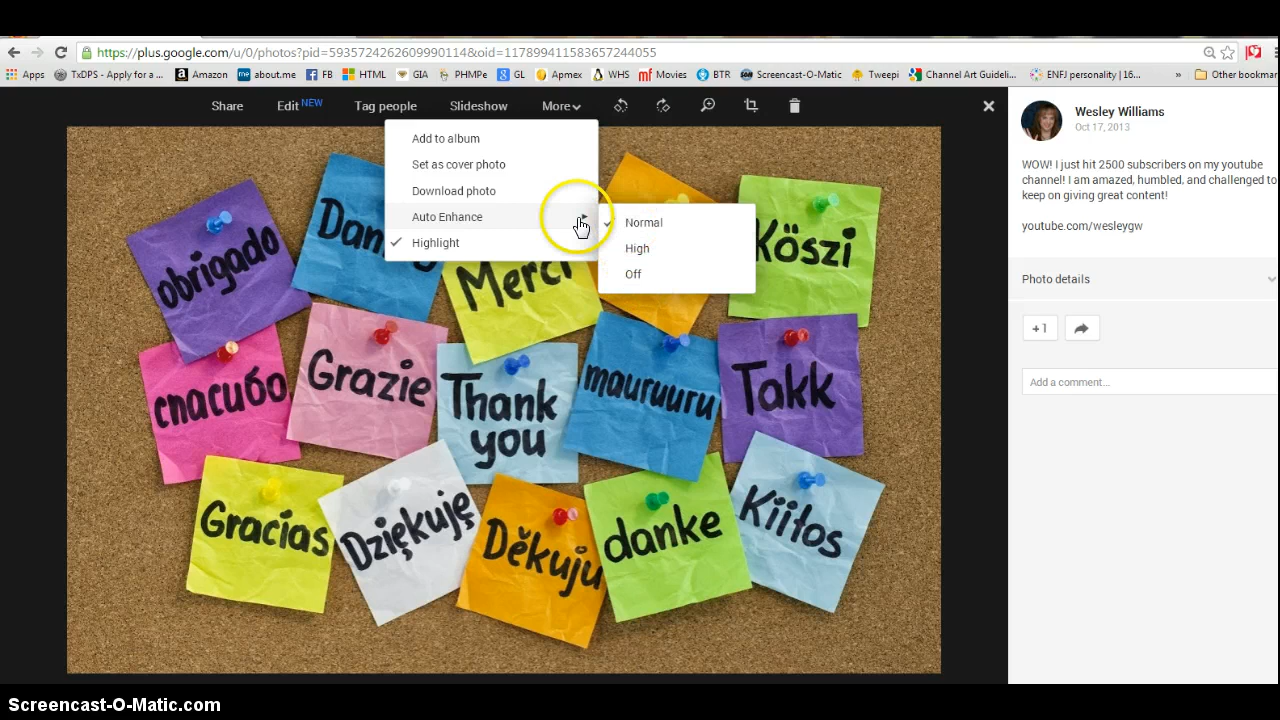 https://plus.google.com/u/0/photos?pid=5935724262609990114&oid=117899411583657244055
Apps TxDPS - Apply for a ... Amazon about.me FB HTML GIA PHMPe GL Apmex WHS Movies BTR Screencast-O-Matic Tweepi Channel Art Guideli... ENFJ personality | 16... » Other bookmar
Share Edit NEW Tag people Slideshow More
Wesley Williams
Oct 17, 2013
WOW! I just hit 2500 subscribers on my youtube
channel! I am amazed, humbled, and challenged to
keep on giving great content!
youtube.com/wesleygw
Photo details
+1
Add a comment...
Add to album
Set as cover photo
Download photo
Auto Enhance
Highlight
Normal
High
Off
obrigado
Merci
Köszi
спасибо
Grazie
Thank
you
mauruuru
Takk
Gracias
Dziękuję
Děkuju
danke
Kiitos
Screencast-O-Matic.com